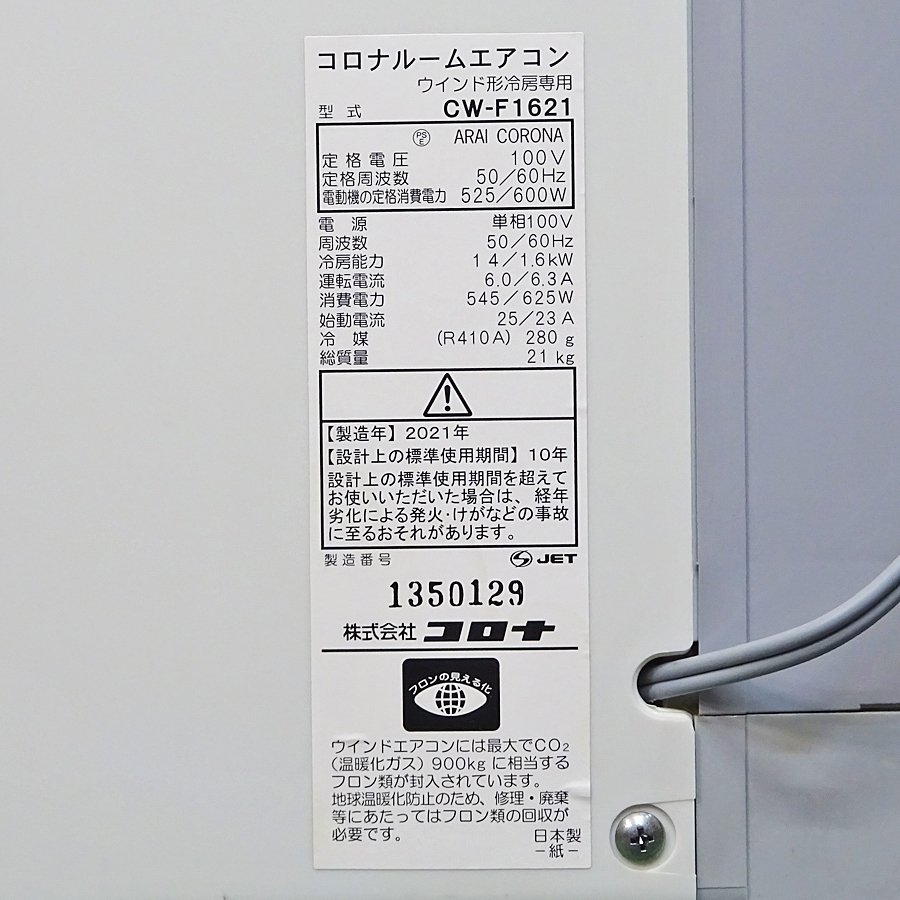 コロナルームエアコン
ウインド形冷房専用
型式 CW-F1621
PS E ARAI CORONA
定格電圧 100V
定格周波数 50/60Hz
電動機の定格消費電力 525/600W
電源 単相100V
周波数 50/60Hz
冷房能力 1.4/1.6kW
運転電流 6.0/6.3A
消費電力 545/625W
始動電流 25/23A
冷媒 (R410A) 280g
総質量 21kg
【製造年】2021年
【設計上の標準使用期間】10年
設計上の標準使用期間を超えて
お使いいただいた場合は、経年
劣化による発火・けがなどの事故
に至るおそれがあります。
製造番号 JET
1350129
株式会社 コロナ
フロンの見える化
ウインドエアコンには最大でCO₂
(温暖化ガス)900kgに相当する
フロン類が封入されています。
地球温暖化防止のため、修理・廃棄
等にあたってはフロン類の回収が
必要です。
日本製
-紙-